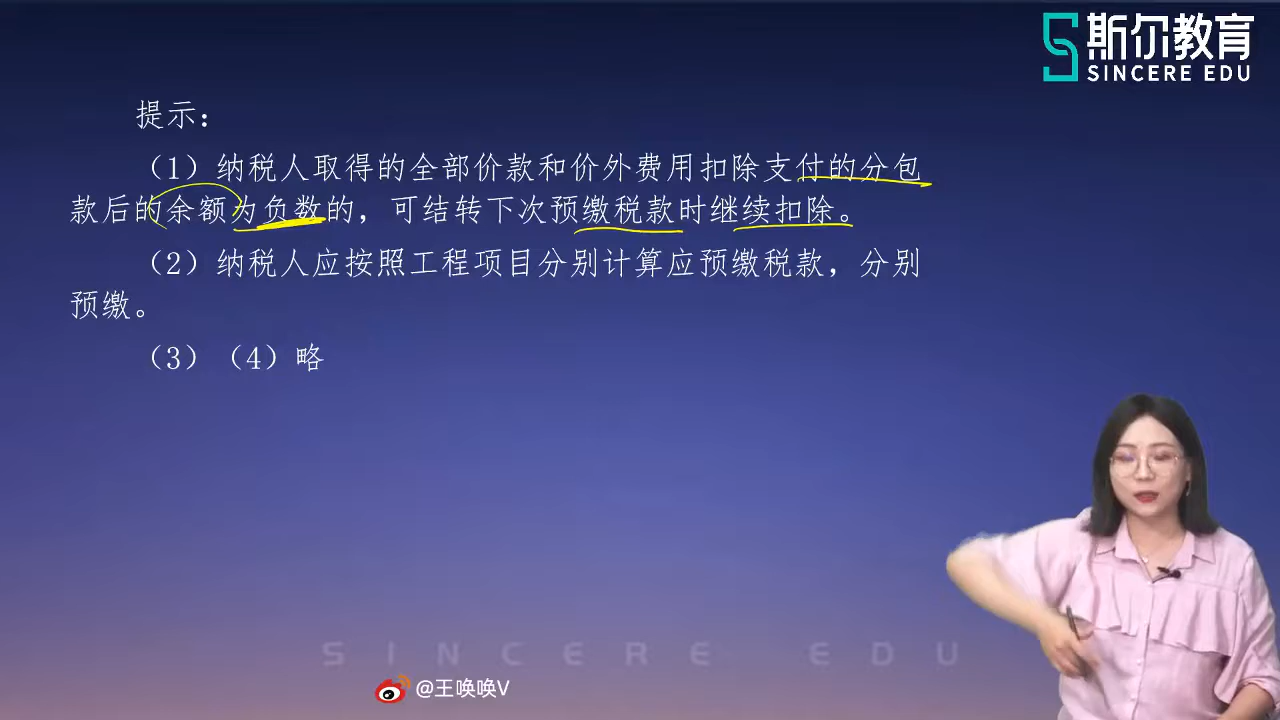 斯尔教育
SINCERE EDU
提示：
（1）纳税人取得的全部价款和价外费用扣除支付的分包
款后的余额为负数的，可结转下次预缴税款时继续扣除。
（2）纳税人应按照工程项目分别计算应预缴税款，分别
预缴。
（3）（4）略
SINCERE EDU
@王唤唤V